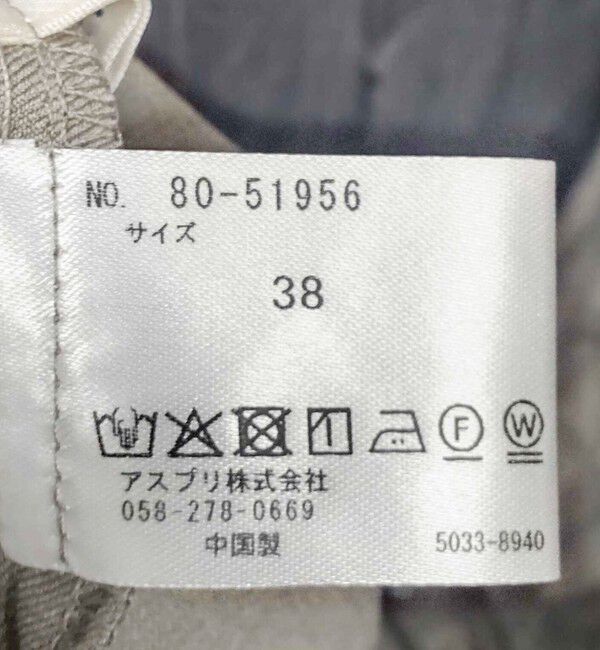 NO. 80-51956
サイズ
38
F W
アスプリ株式会社
058-278-0669
中国製 5033-8940